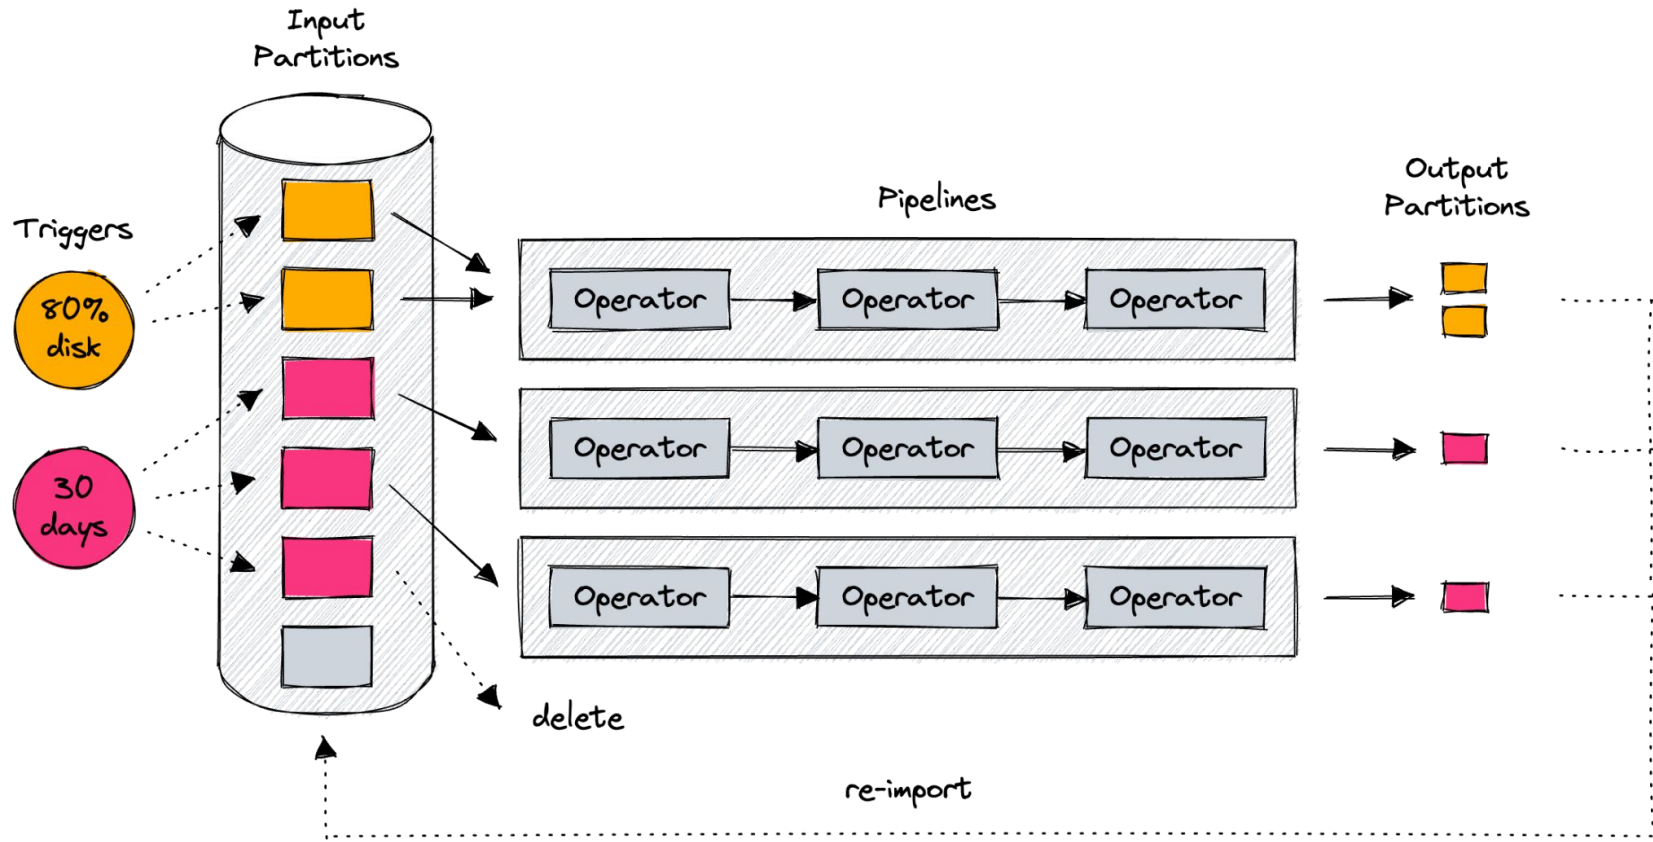 Input
Partitions
Triggers
80%
disk
30
days
Pipelines
Operator
Operator
Operator
Operator
Operator
Operator
Operator
Operator
Operator
Output
Partitions
delete
re-import